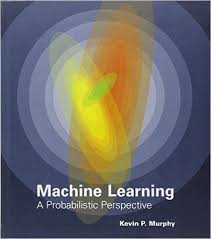 Machine Learning
A Probabilistic Perspective
Kevin P. Murphy